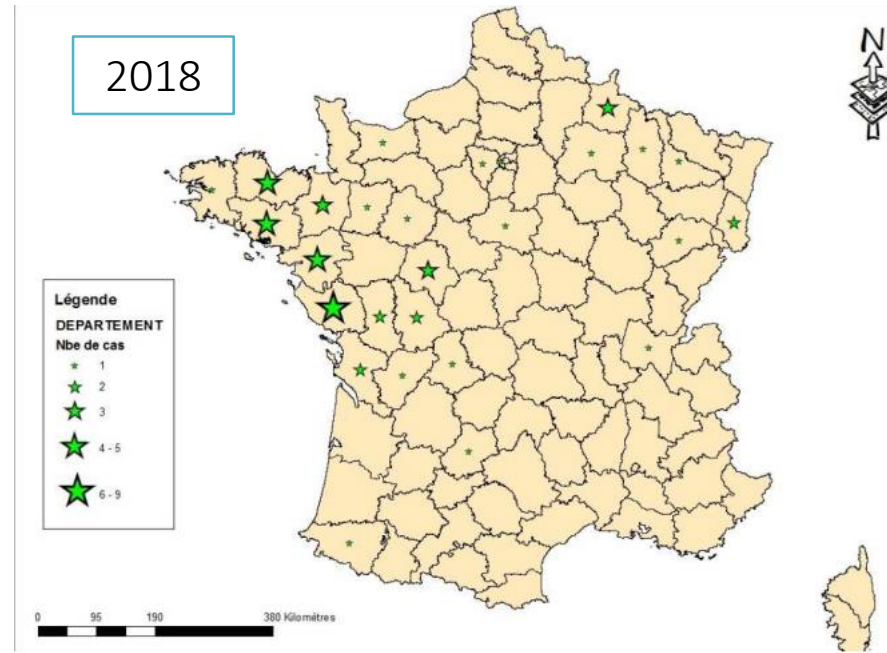 2018
N
Légende
DEPARTEMENT
Nbe de cas
1
2
3
4 - 5
6 - 9
0 95 190 380 Kilomètres